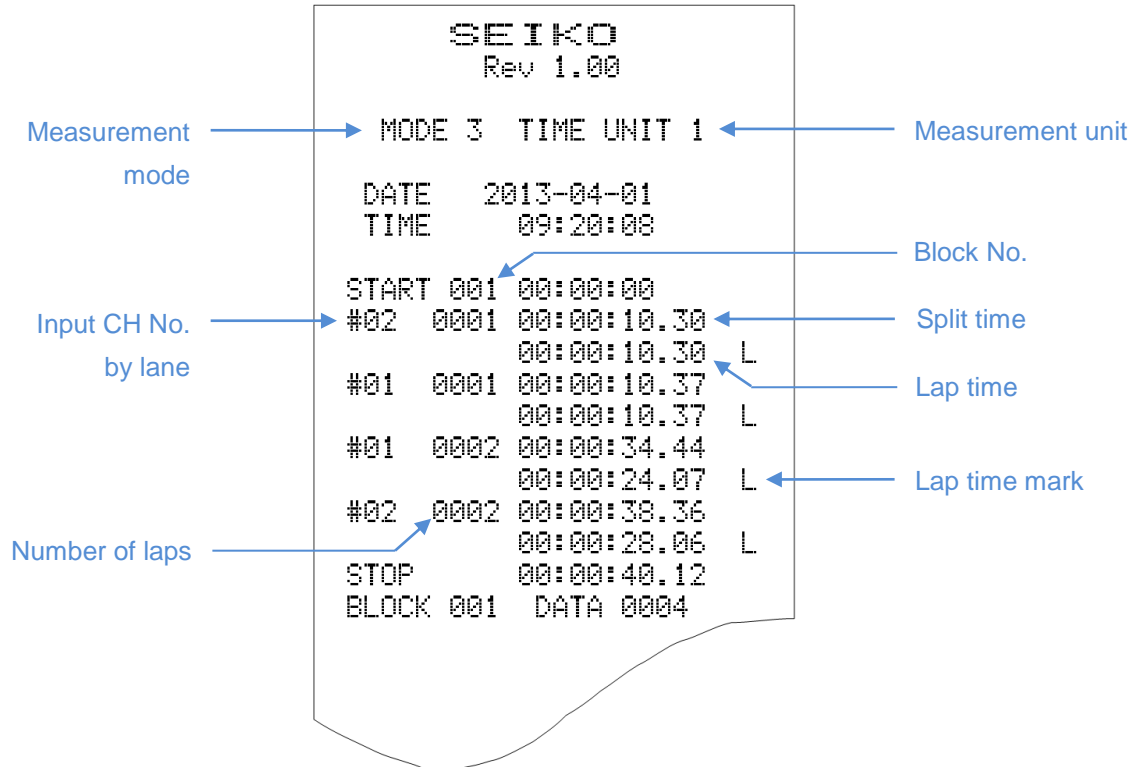 SEIKO
Rev 1.00
Measurement mode
MODE 3 TIME UNIT 1
Measurement unit
DATE 2013-04-01
TIME 09:20:08
Block No.
START 001 00:00:00
Input CH No. by lane
#02 0001 00:00:10.30
Split time
00:00:10.30 L
Lap time
#01 0001 00:00:10.37
00:00:10.37 L
#01 0002 00:00:34.44
00:00:24.07 L
Lap time mark
#02 0002 00:00:38.36
Number of laps
00:00:28.06 L
STOP 00:00:40.12
BLOCK 001 DATA 0004